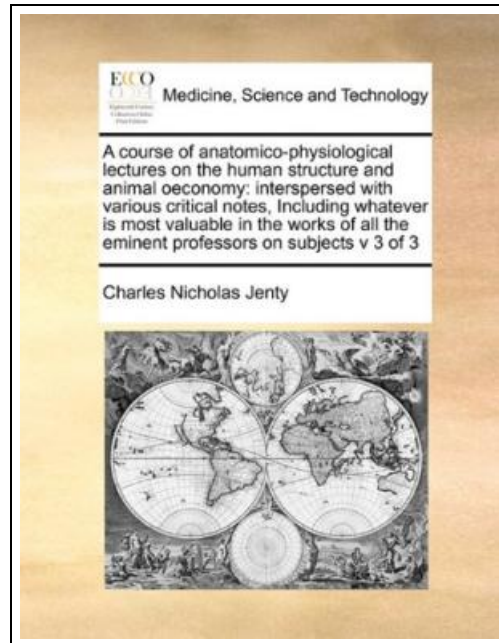 ECCO
Medicine, Science and Technology
A course of anatomico-physiological
lectures on the human structure and
animal oeconomy: interspersed with
various critical notes, Including whatever
is most valuable in the works of all the
eminent professors on subjects v 3 of 3
Charles Nicholas Jenty